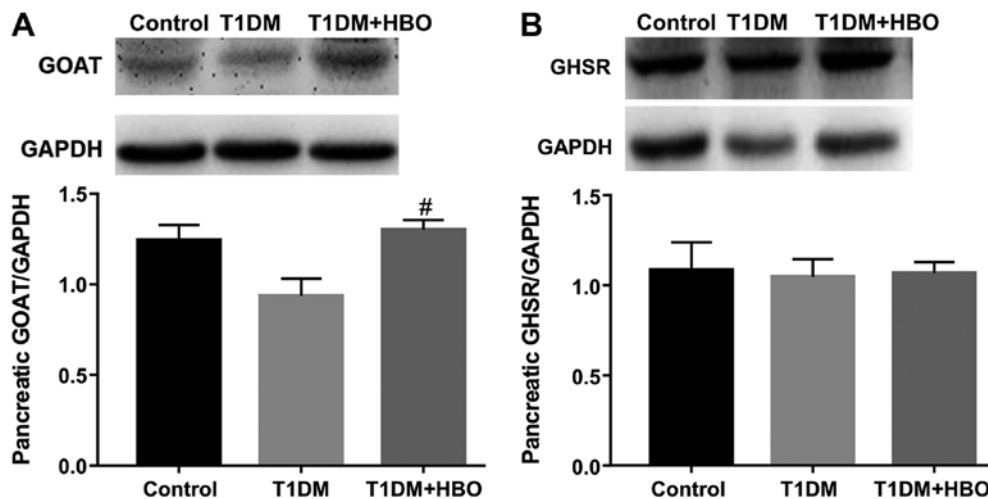 A
Control T1DM T1DM+HBO
GOAT
GAPDH
Pancreatic GOAT/GAPDH
1.5
1.0
0.5
0.0
#
Control T1DM T1DM+HBO
B
Control T1DM T1DM+HBO
GHSR
GAPDH
Pancreatic GHSR/GAPDH
1.5
1.0
0.5
0.0
Control T1DM T1DM+HBO